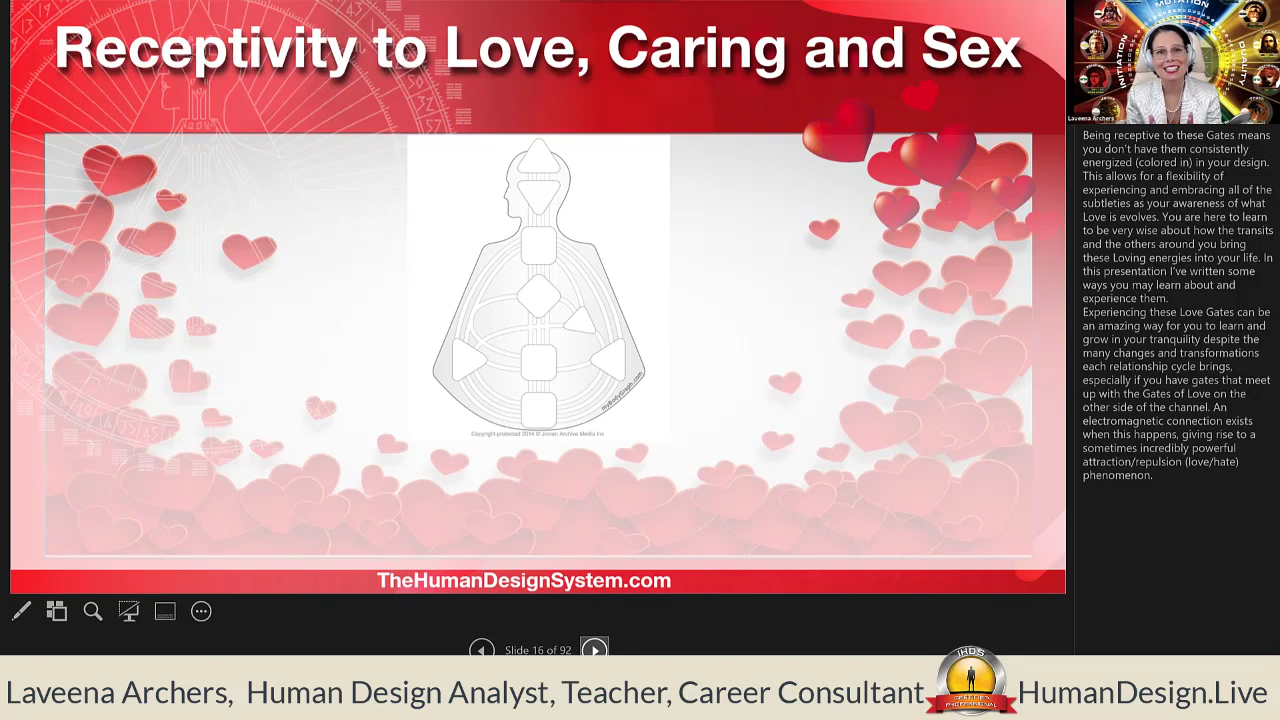 Receptivity to Love, Caring and Sex
MUTATION
INITIATION
DUALITY
Laveena Archers
Being receptive to these Gates means
you don't have them consistently
energized (colored in) in your design.
This allows for a flexibility of
experiencing and embracing all of the
subtleties as your awareness of what
Love is evolves. You are here to learn
to be very wise about how the transits
and the others around you bring
these Loving energies into your life. In
this presentation I've written some
ways you may learn about and
experience them.
Experiencing these Love Gates can be
an amazing way for you to learn and
grow in your tranquility despite the
many changes and transformations
each relationship cycle brings,
especially if you have gates that meet
up with the Gates of Love on the
other side of the channel. An
electromagnetic connection exists
when this happens, giving rise to a
sometimes incredibly powerful
attraction/repulsion (love/hate)
phenomenon.
myBodyGraph.com
Copyright protected 2014 © Jovian Archive Media Inc
TheHumanDesignSystem.com
Slide 16 of 92
Laveena Archers, Human Design Analyst, Teacher, Career Consultant
IHDS
CERTIFIED
PROFESSIONAL
HumanDesign.Live